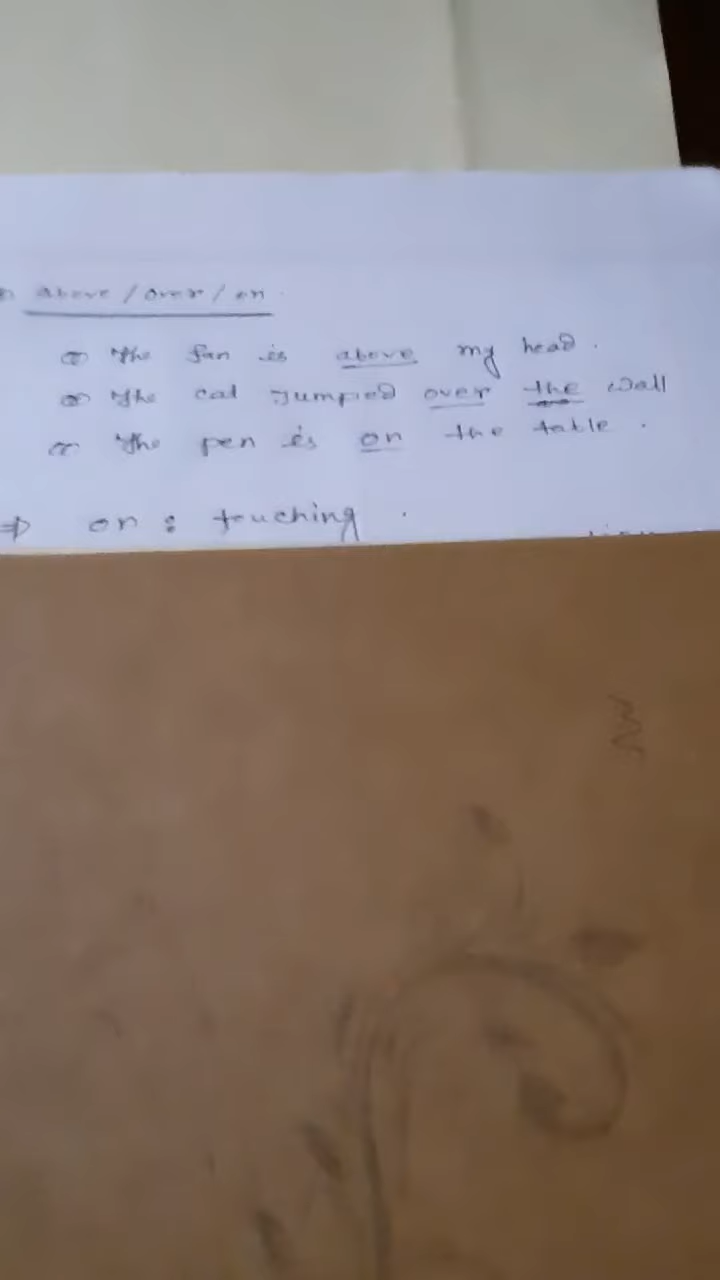 above / over / on
The fan is above my head.
The cat jumped over the wall
The pen is on the table.
⇒ on : touching.